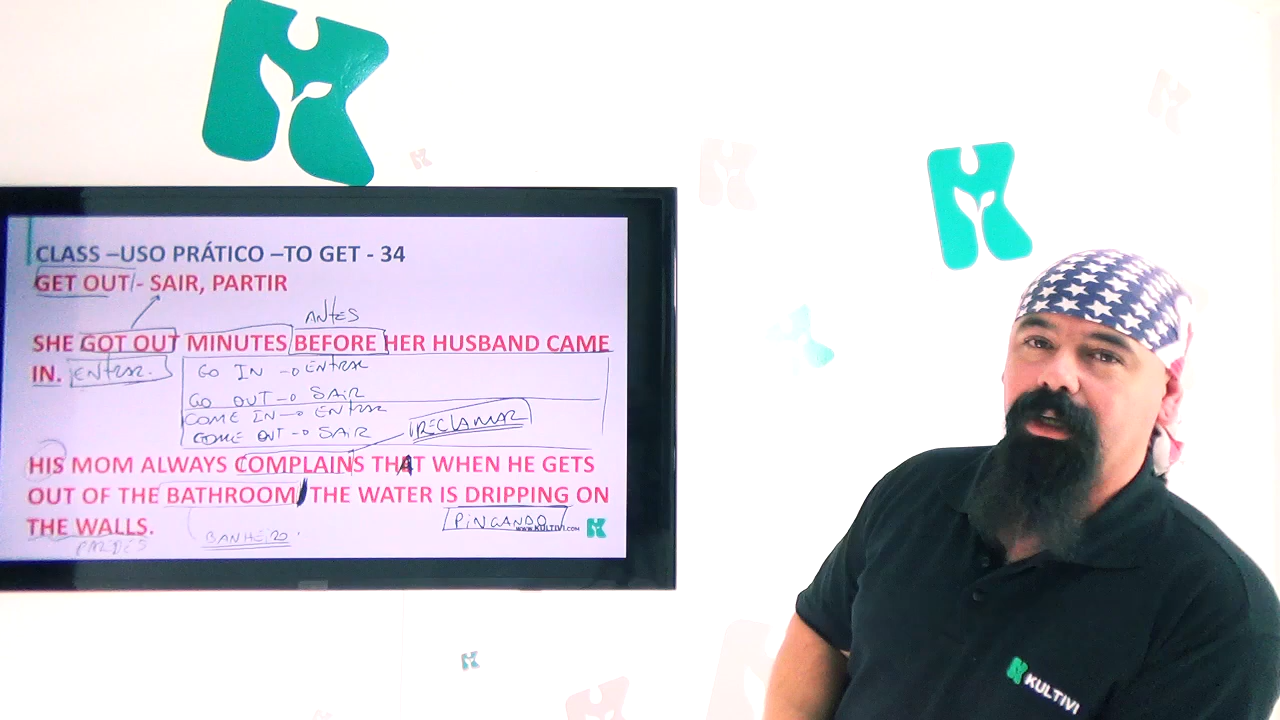 CLASS –USO PRÁTICO –TO GET - 34
GET OUT - SAIR, PARTIR
ANTES
SHE GOT OUT MINUTES BEFORE HER HUSBAND CAME
IN. ENTRAR.
GO IN → ENTRAR
GO OUT → SAIR
COME IN → ENTRAR
COME OUT → SAIR
RECLAMAR
HIS MOM ALWAYS COMPLAINS THAT WHEN HE GETS
OUT OF THE BATHROOM, THE WATER IS DRIPPING ON
THE WALLS.
PINGANDO
WWW.KULTIVI.COM
BANHEIRO.
PAREDES
KULTIVI